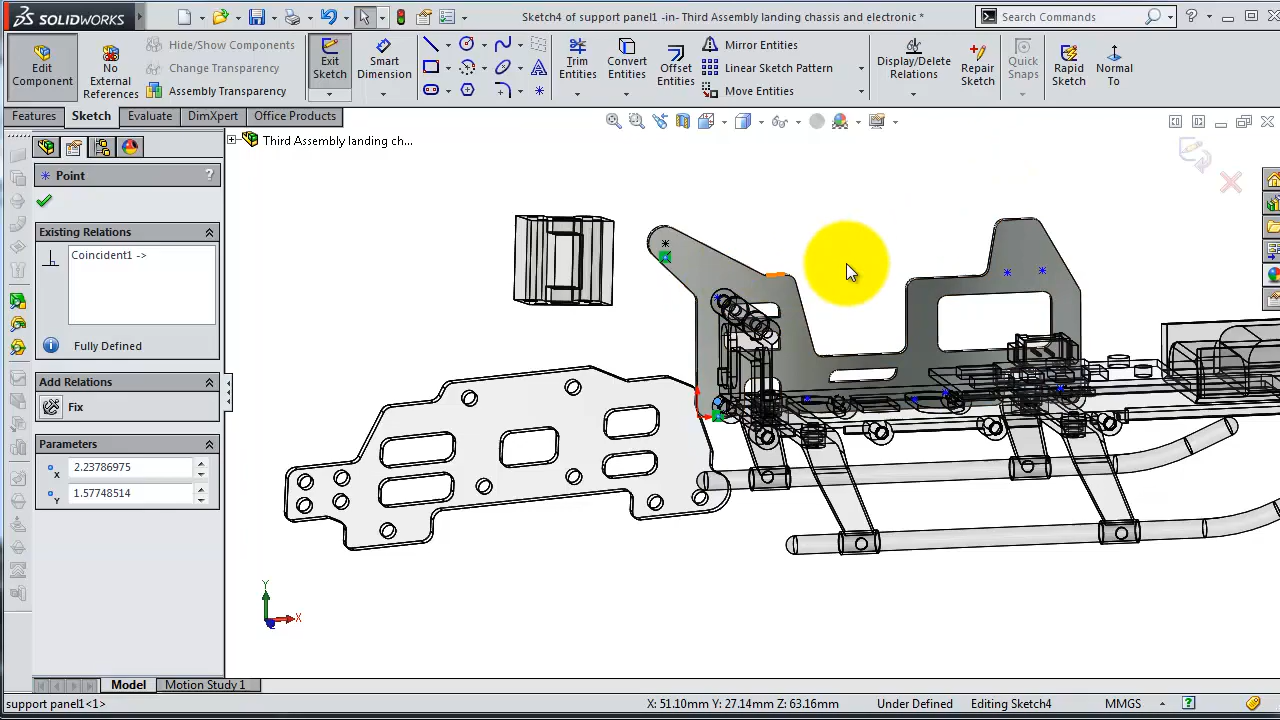 SOLIDWORKS
Sketch4 of support panel1 -in- Third Assembly landing chassis and electronic *
Search Commands
Edit Component
No External References
Hide/Show Components
Change Transparency
Assembly Transparency
Exit Sketch
Smart Dimension
Trim Entities
Convert Entities
Offset Entities
Mirror Entities
Linear Sketch Pattern
Move Entities
Display/Delete Relations
Repair Sketch
Quick Snaps
Rapid Sketch
Normal To
Features
Sketch
Evaluate
DimXpert
Office Products
Third Assembly landing ch...
Point
?
Existing Relations
Coincident1 ->
Fully Defined
Add Relations
Fix
Parameters
X 2.23786975
Y 1.57748514
Y
X
Model
Motion Study 1
support panel1<1>
X: 51.10mm Y: 27.14mm Z: 63.16mm
Under Defined
Editing Sketch4
MMGS
?